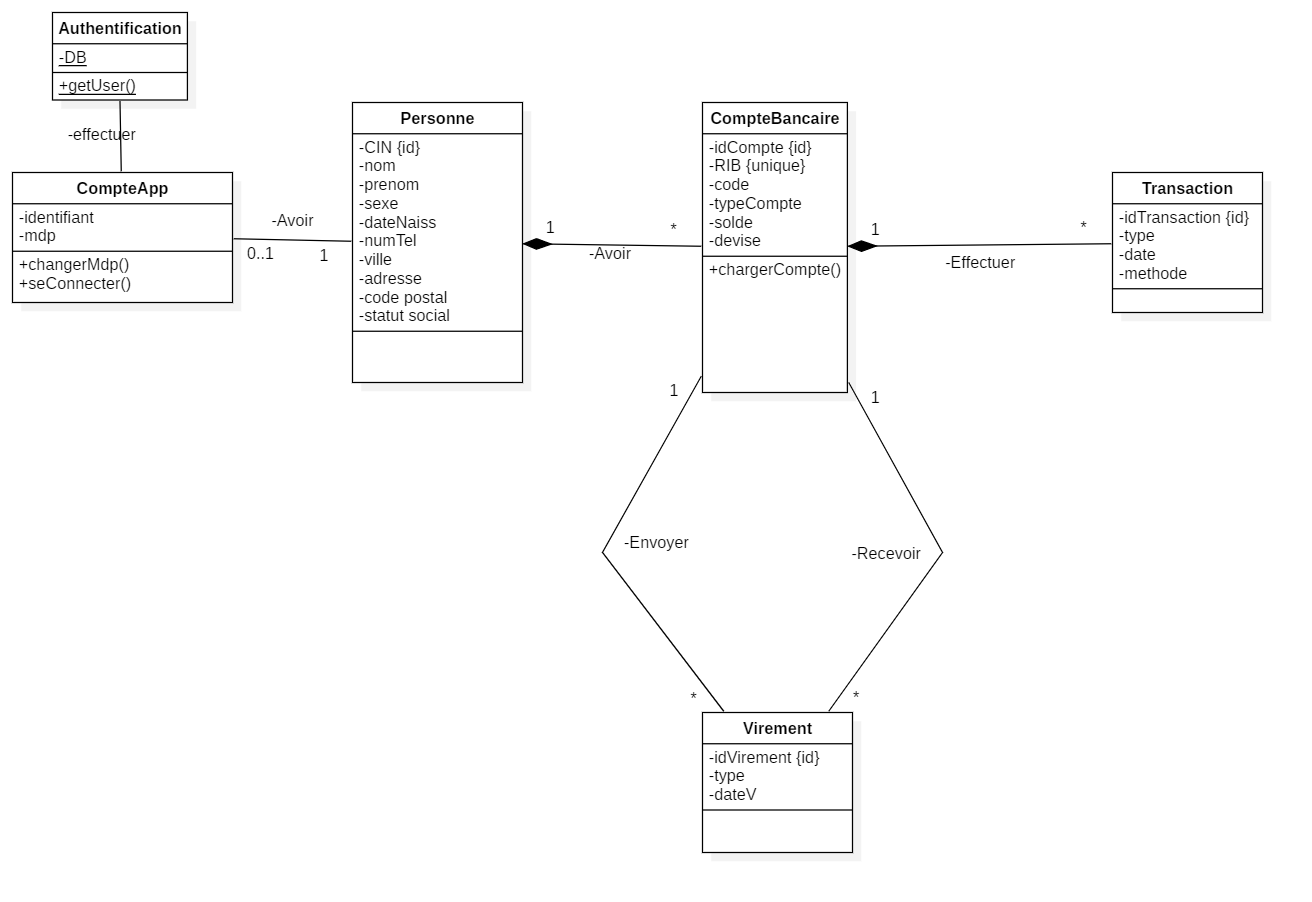 Authentification
-DB
+getUser()
-effectuer
CompteApp
-identifiant
-mdp
+changerMdp()
+seConnecter()
-Avoir
0..1
1
Personne
-CIN {id}
-nom
-prenom
-sexe
-dateNaiss
-numTel
-ville
-adresse
-code postal
-statut social
1
*
-Avoir
CompteBancaire
-idCompte {id}
-RIB {unique}
-code
-typeCompte
-solde
-devise
+chargerCompte()
1
*
-Effectuer
Transaction
-idTransaction {id}
-type
-date
-methode
1
1
-Envoyer
-Recevoir
*
*
Virement
-idVirement {id}
-type
-dateV